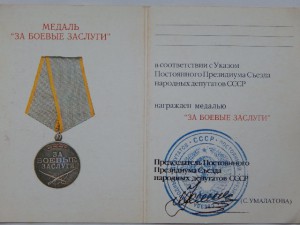 МЕДАЛЬ
"ЗА БОЕВЫЕ ЗАСЛУГИ"
ЗА
БОЕВЫЕ
ЗАСЛУГИ
в соответствии с Указом
Постоянного Президиума Съезда
народных депутатов СССР
награжден медалью
"ЗА БОЕВЫЕ ЗАСЛУГИ"
Председатель Постоянного
Президиума Съезда
народных депутатов СССР
(С. УМАЛАТОВА)